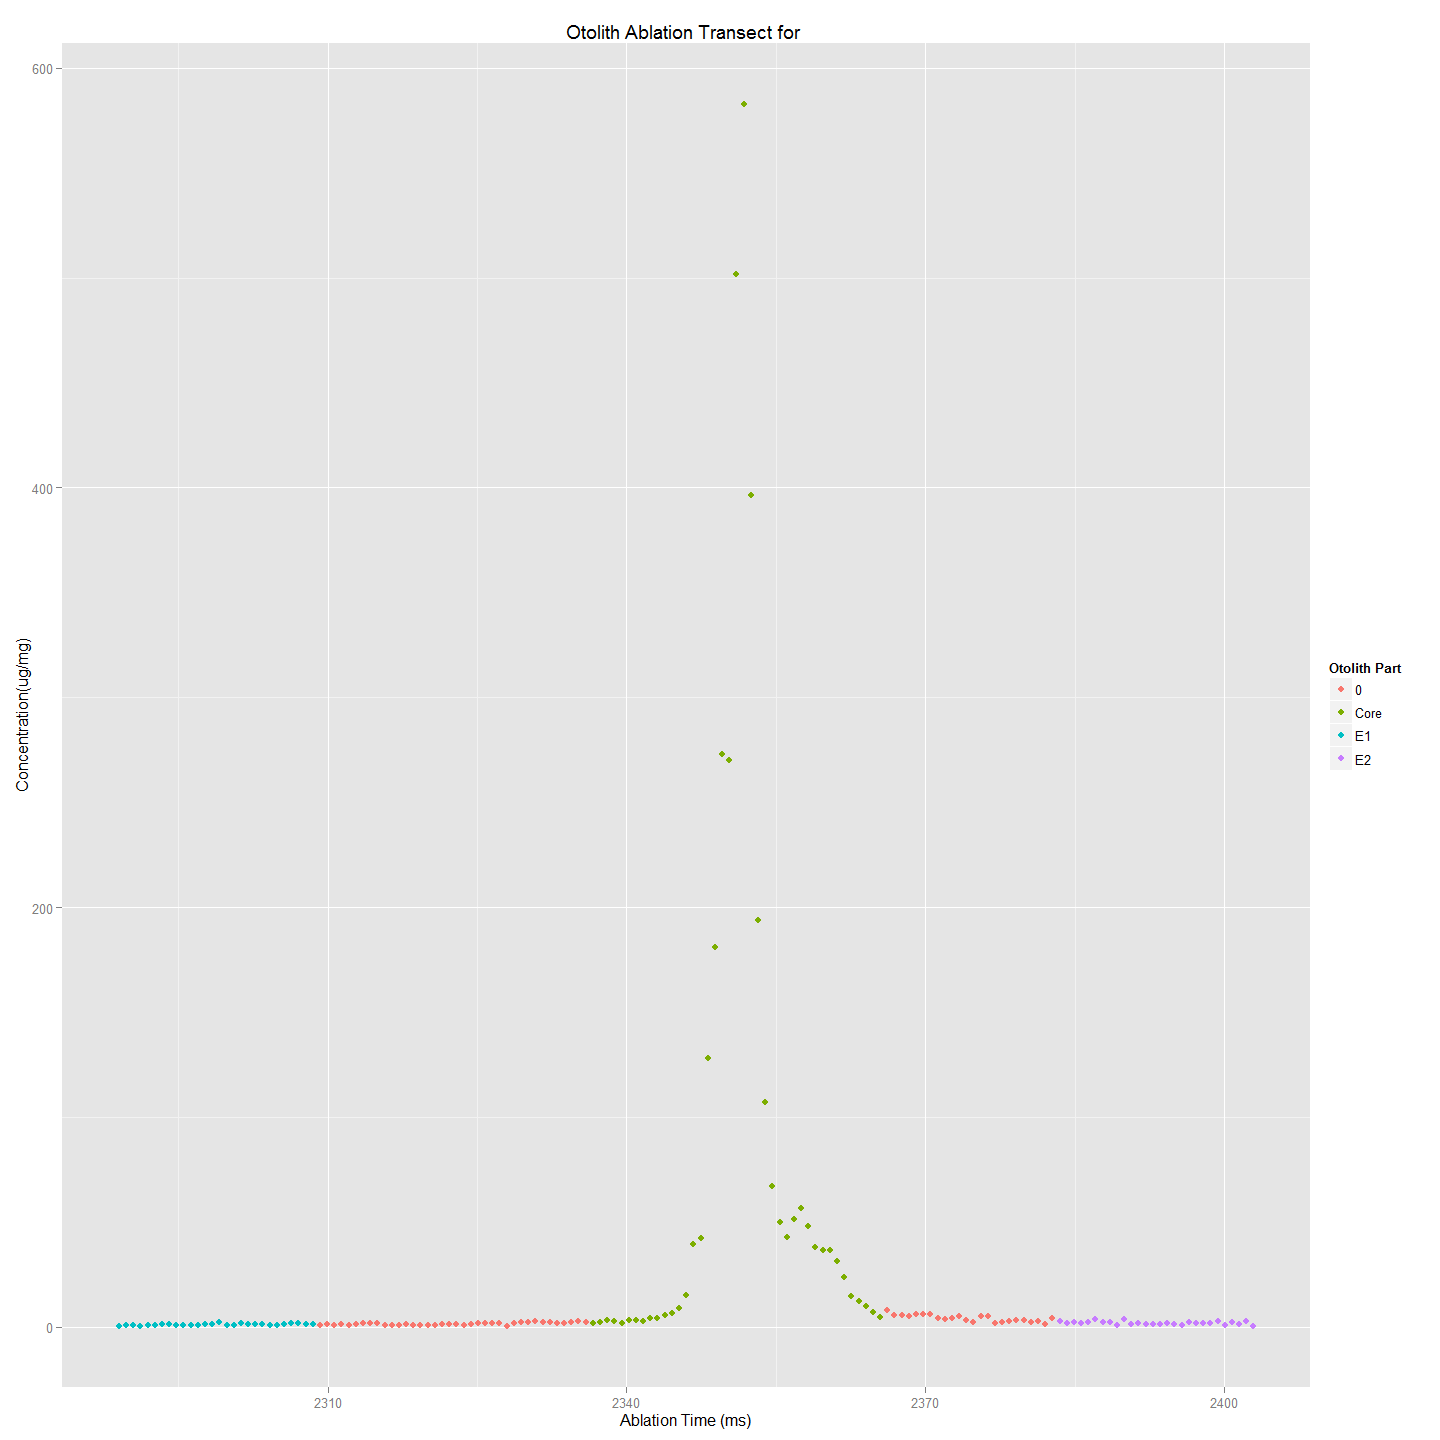 Otolith Ablation Transect for
600
400
200
0
Concentration(ug/mg)
2310
2340
2370
2400
Ablation Time (ms)
Otolith Part
0
Core
E1
E2